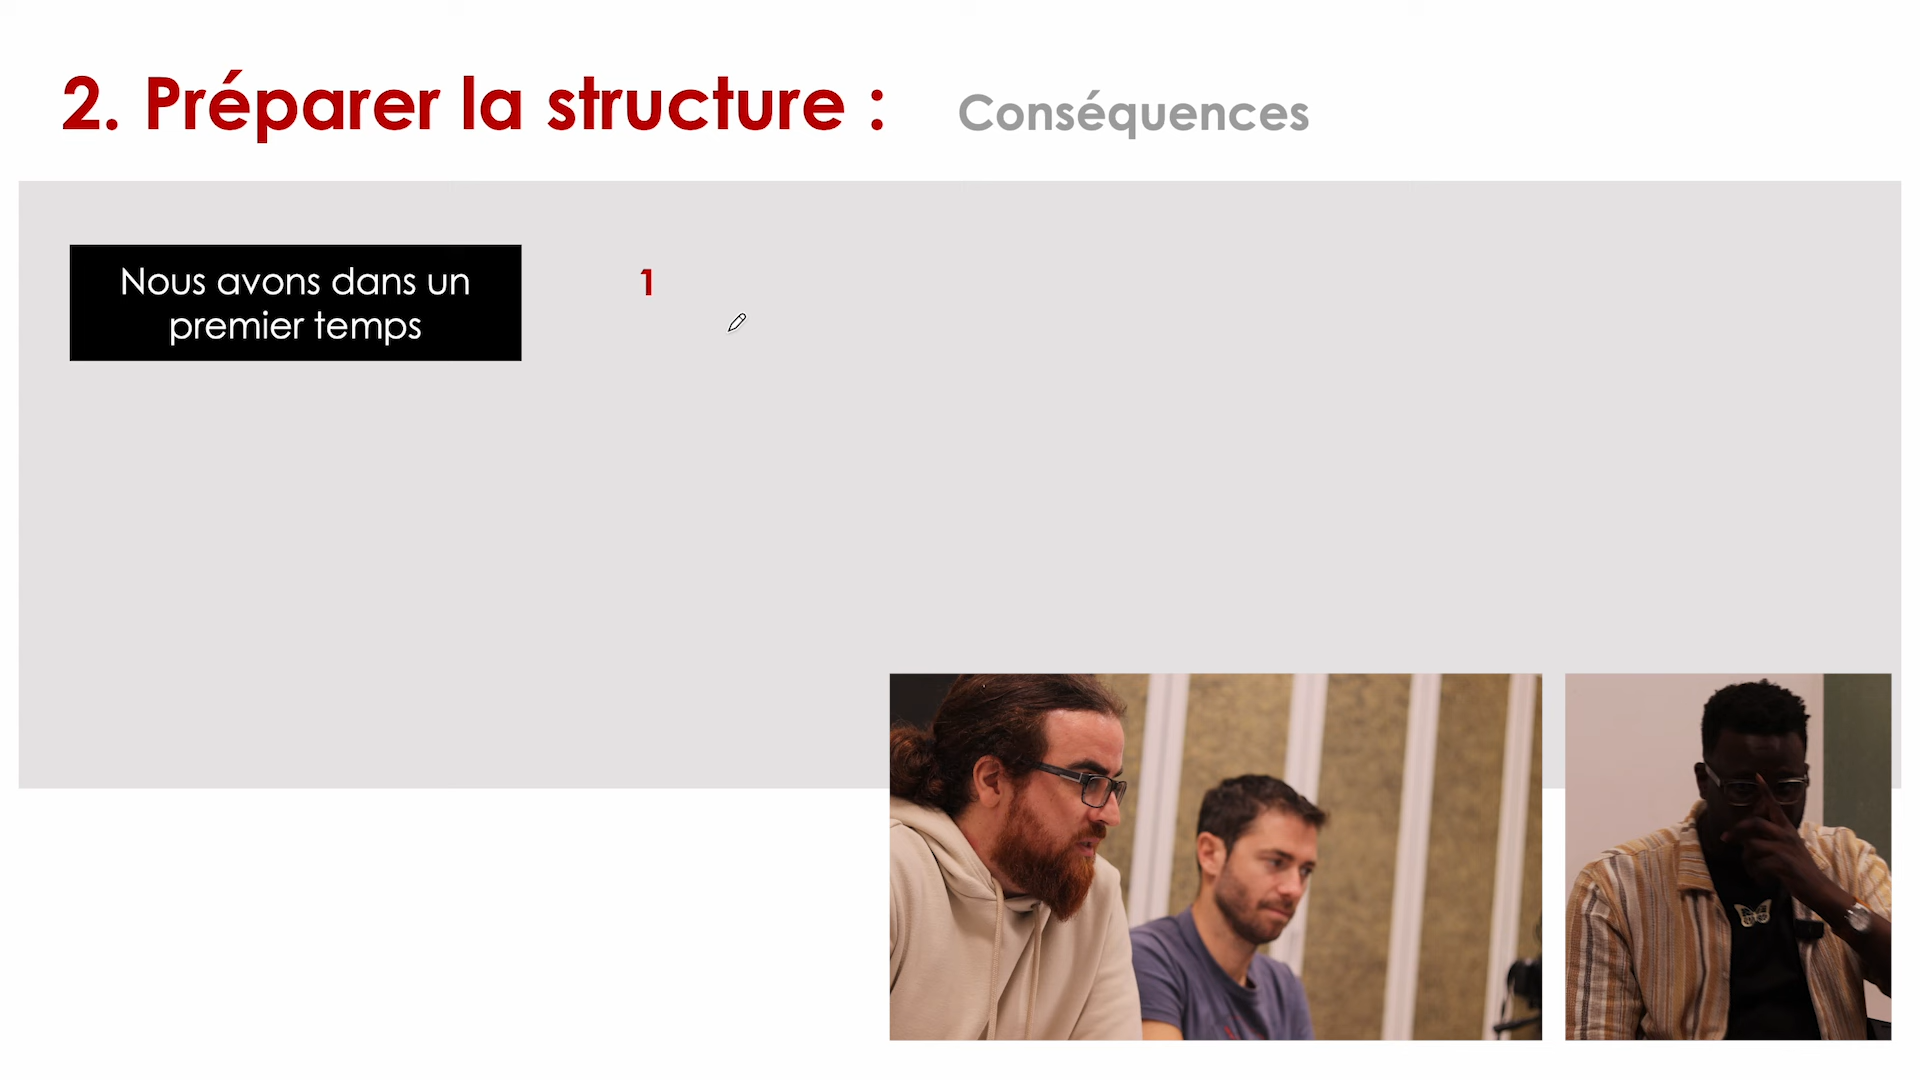 2. Préparer la structure : Conséquences
Nous avons dans un
premier temps
1